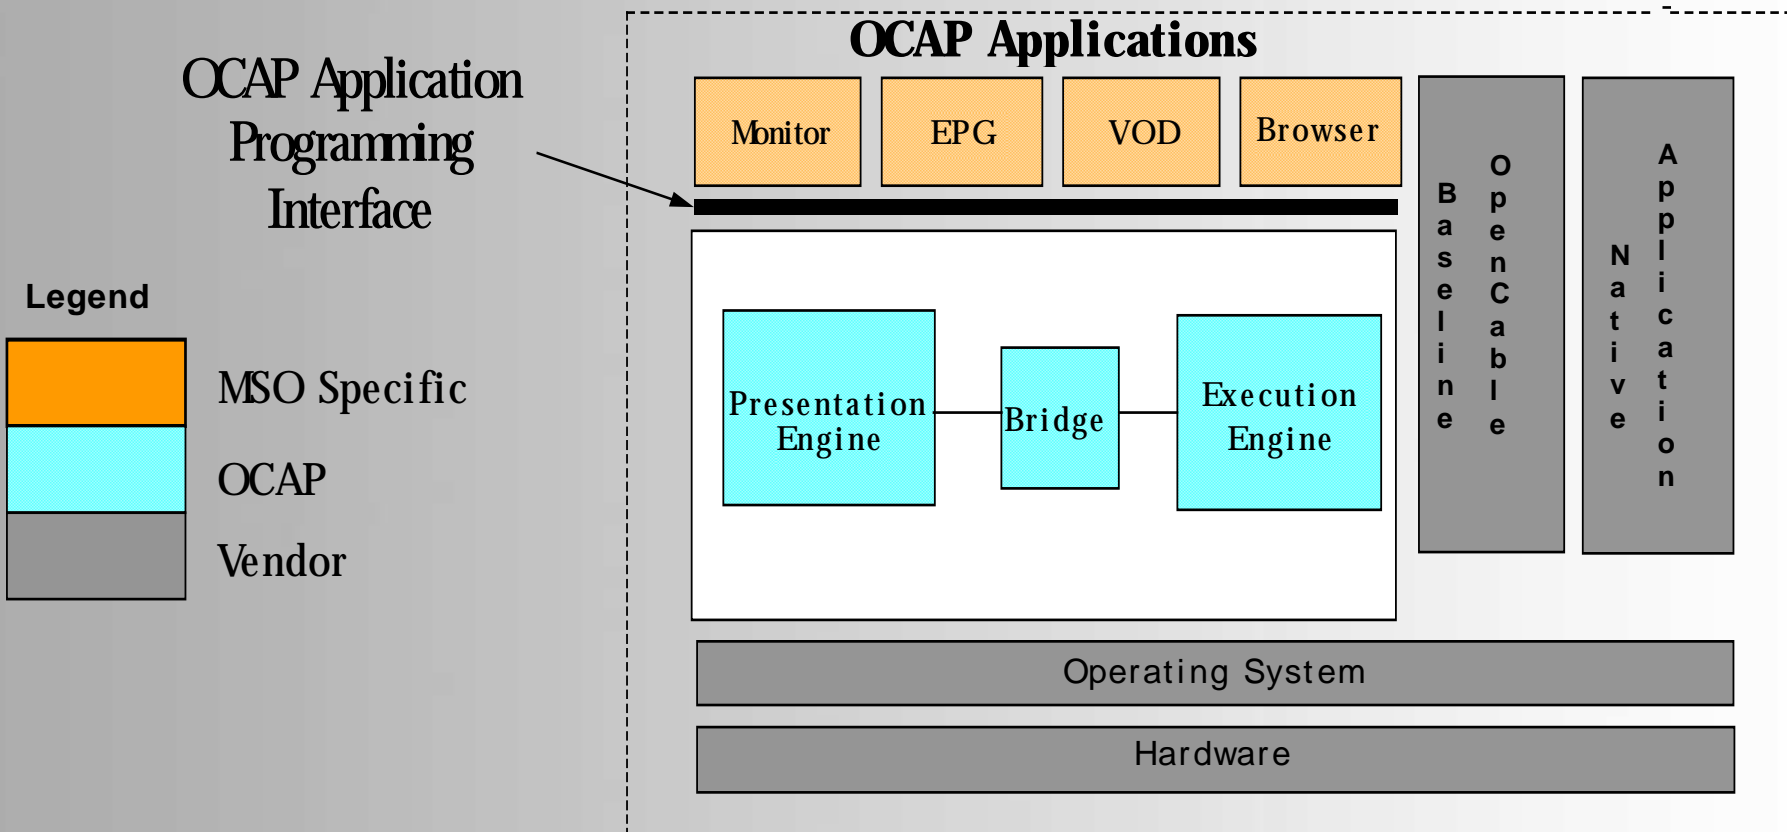 OCAP Applications
OCAP Application
Programming
Interface
Monitor
EPG
VOD
Browser
Baseline
OpenCable
Native
Application
Legend
MSO Specific
OCAP
Vendor
Presentation
Engine
Bridge
Execution
Engine
Operating System
Hardware